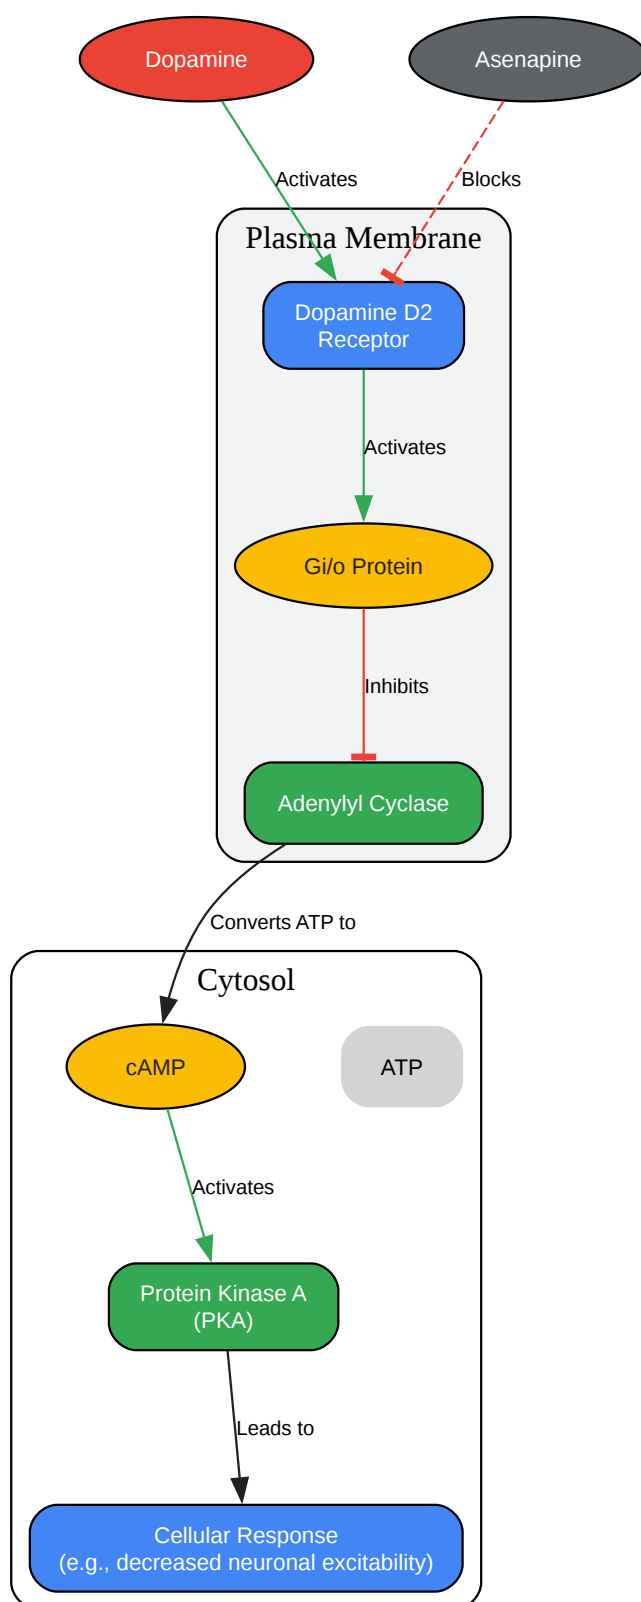 Dopamine
Asenapine
Activates
Blocks
Plasma Membrane
Dopamine D2
Receptor
Activates
Gi/o Protein
Inhibits
Adenylyl Cyclase
Converts ATP to
Cytosol
cAMP
ATP
Activates
Protein Kinase A
(PKA)
Leads to
Cellular Response
(e.g., decreased neuronal excitability)